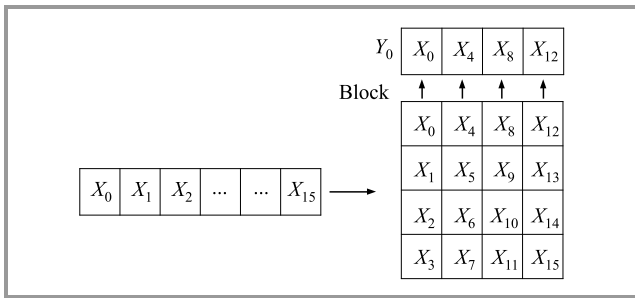 Y₀ X₀ X₄ X₈ X₁₂
Block
X₀ X₄ X₈ X₁₂
X₁ X₅ X₉ X₁₃
X₀ X₁ X₂ ... ... X₁₅
X₂ X₆ X₁₀ X₁₄
X₃ X₇ X₁₁ X₁₅